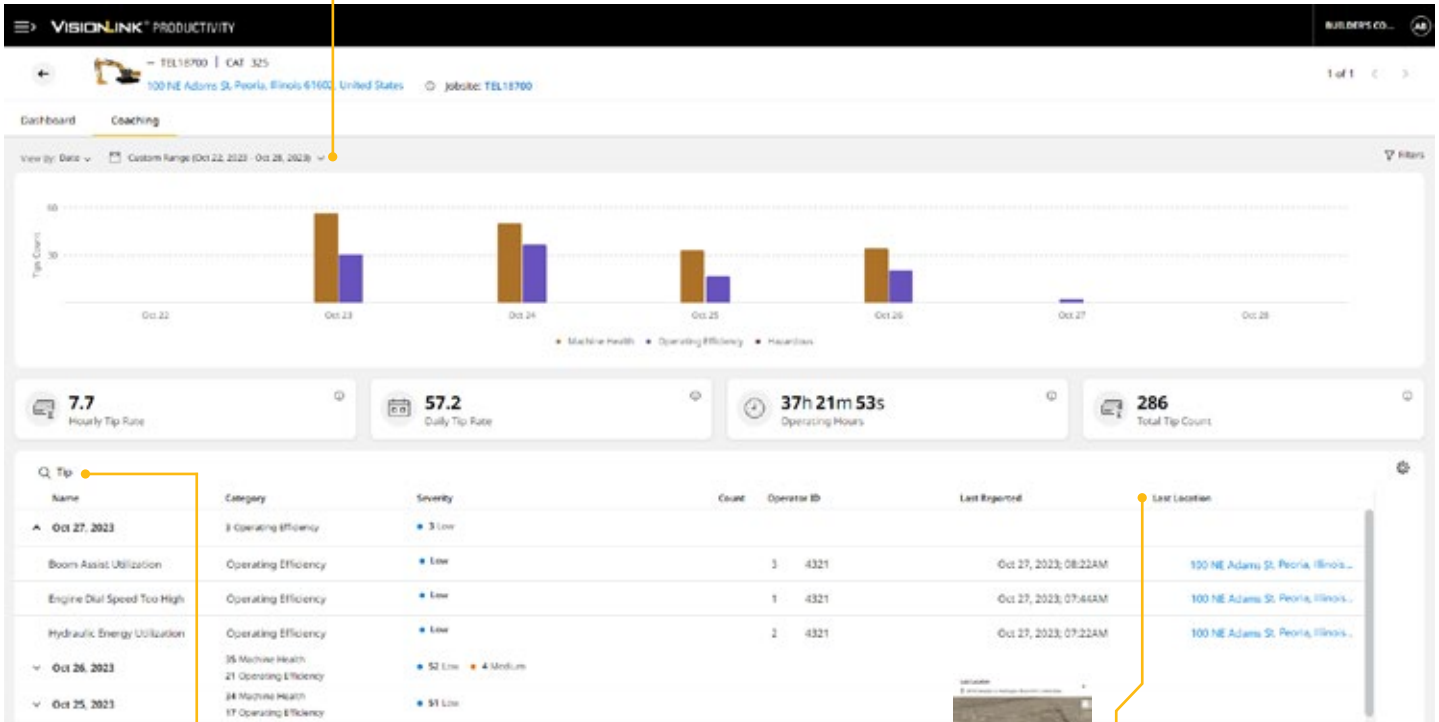 VISIONLINK® PRODUCTIVITY
BUILDER'S CO... AB
– TEL18700 | CAT 325
100 NE Adams St, Peoria, Illinois 61602, United States Jobsite: TEL18700
1 of 1
Dashboard Coaching
View By: Date Custom Range (Oct 22, 2023 - Oct 28, 2023) Filters
60
Tips Count
30
Oct 22 Oct 23 Oct 24 Oct 25 Oct 26 Oct 27 Oct 28
Machine Health Operating Efficiency Hazardous
7.7 57.2 37h 21m 53s 286
Hourly Tip Rate Daily Tip Rate Operating Hours Total Tip Count
Tip
Name Category Severity Count Operator ID Last Reported Last Location
Oct 27, 2023 3 Operating Efficiency 3 Low
Boom Assist Utilization Operating Efficiency Low 3 4321 Oct 27, 2023; 08:22AM 100 NE Adams St, Peoria, Illinois...
Engine Dial Speed Too High Operating Efficiency Low 1 4321 Oct 27, 2023; 07:44AM 100 NE Adams St, Peoria, Illinois...
Hydraulic Energy Utilization Operating Efficiency Low 2 4321 Oct 27, 2023; 07:22AM 100 NE Adams St, Peoria, Illinois...
Oct 26, 2023 35 Machine Health 52 Low 4 Medium
21 Operating Efficiency
Oct 25, 2023 34 Machine Health 51 Low
17 Operating Efficiency
Last Location